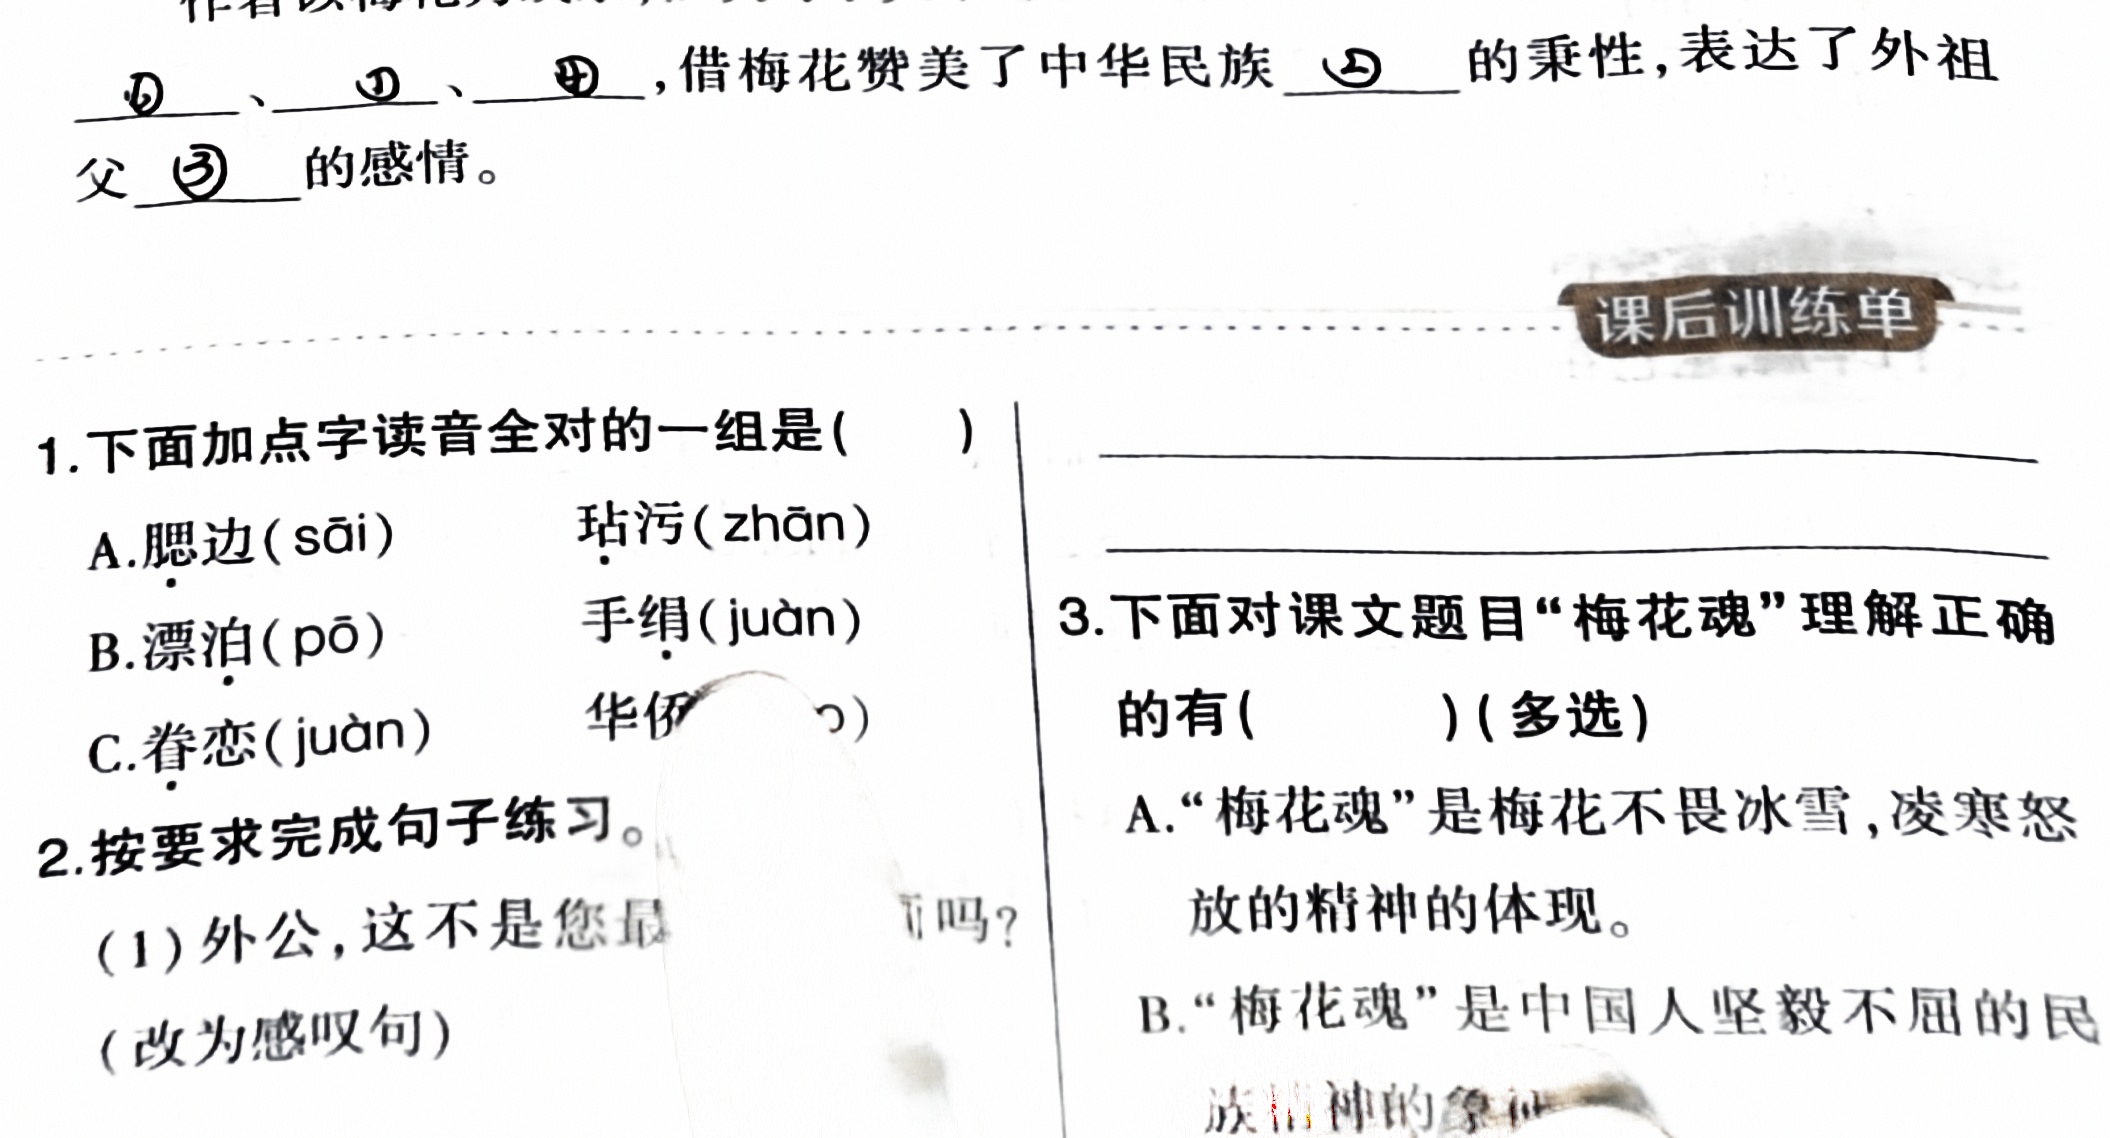 ⑥、①、④,借梅花赞美了中华民族②的秉性,表达了外祖
父③的感情。
课后训练单
1.下面加点字读音全对的一组是( )
A.腮边(sāi) 玷污(zhān)
B.漂泊(pō) 手绢(juàn)
C.眷恋(juàn) 华侨
2.按要求完成句子练习。
(1)外公,这不是您最 吗?
(改为感叹句)
3.下面对课文题目“梅花魂”理解正确
的有( )(多选)
A.“梅花魂”是梅花不畏冰雪,凌寒怒
放的精神的体现。
B.“梅花魂”是中国人坚毅不屈的民
族精神的象